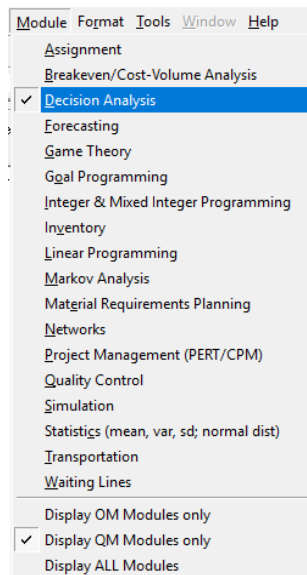 Module Format Tools Window Help
Assignment
Breakeven/Cost-Volume Analysis
Decision Analysis
Forecasting
Game Theory
Goal Programming
Integer & Mixed Integer Programming
Inventory
Linear Programming
Markov Analysis
Material Requirements Planning
Networks
Project Management (PERT/CPM)
Quality Control
Simulation
Statistics (mean, var, sd; normal dist)
Transportation
Waiting Lines
Display OM Modules only
Display QM Modules only
Display ALL Modules